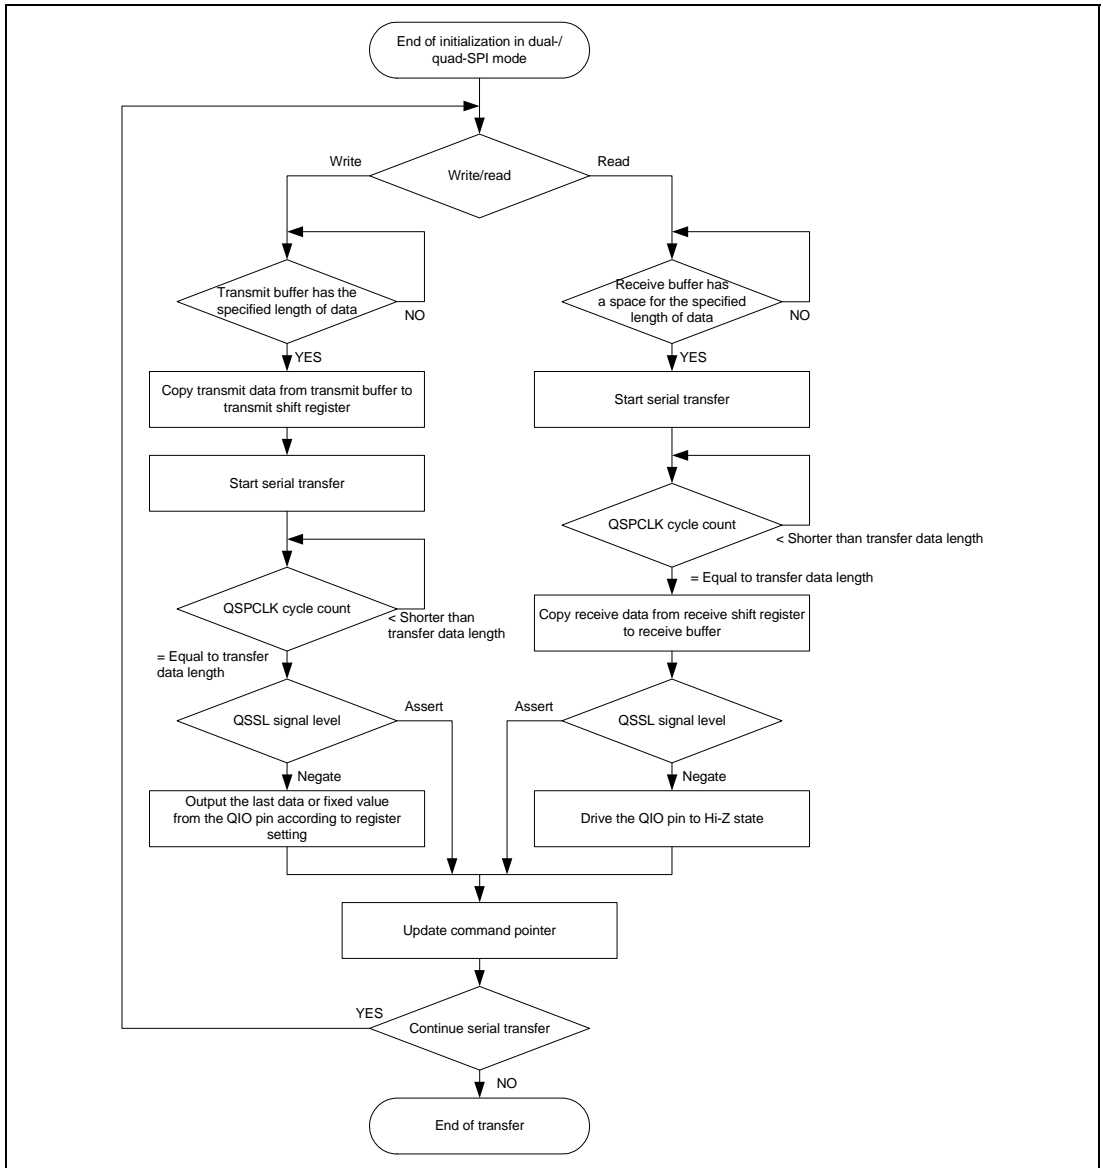 End of initialization in dual-/
quad-SPI mode
Write
Read
Write/read
Transmit buffer has the
specified length of data
NO
Receive buffer has
a space for the specified
length of data
NO
YES
YES
Copy transmit data from transmit buffer to
transmit shift register
Start serial transfer
Start serial transfer
QSPCLK cycle count
< Shorter than transfer data length
= Equal to transfer data length
QSPCLK cycle count
< Shorter than
transfer data length
Copy receive data from receive shift register
to receive buffer
= Equal to transfer
data length
QSSL signal level
Assert
Assert
QSSL signal level
Negate
Negate
Output the last data or fixed value
from the QIO pin according to register
setting
Drive the QIO pin to Hi-Z state
Update command pointer
YES
Continue serial transfer
NO
End of transfer